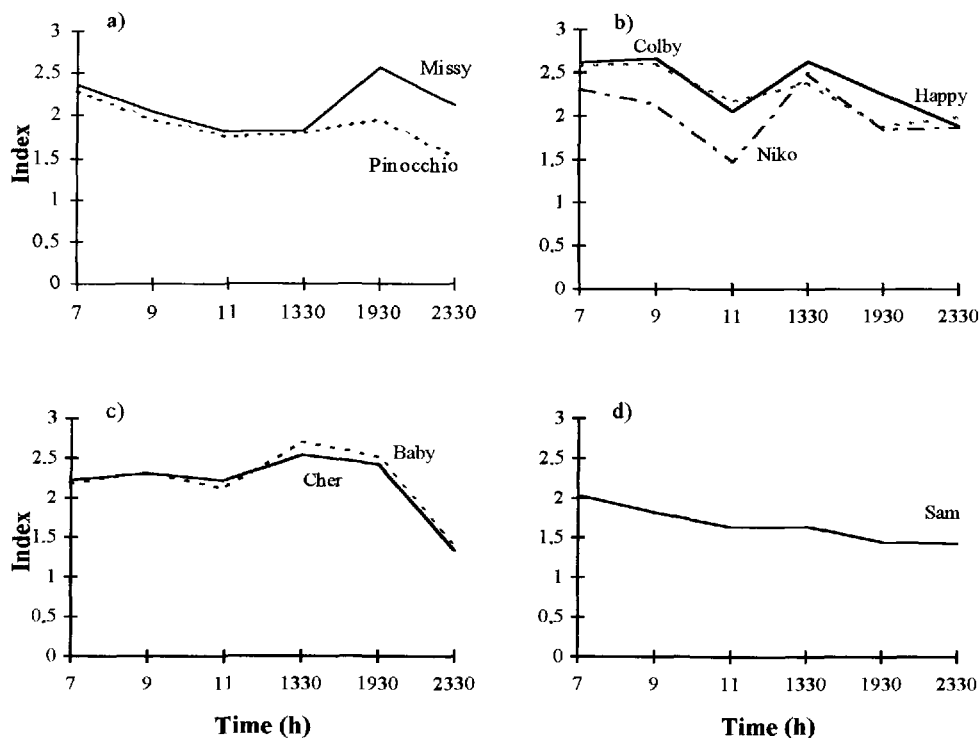 a)
3
2.5
2
1.5
1
0.5
0
Index
Missy
Pinocchio
7 9 11 1330 1930 2330
b)
3
2.5
2
1.5
1
0.5
0
Colby
Happy
Niko
7 9 11 1330 1930 2330
c)
3
2.5
2
1.5
1
0.5
0
Index
Baby
Cher
7 9 11 1330 1930 2330
Time (h)
d)
3
2.5
2
1.5
1
0.5
0
Sam
7 9 11 1330 1930 2330
Time (h)